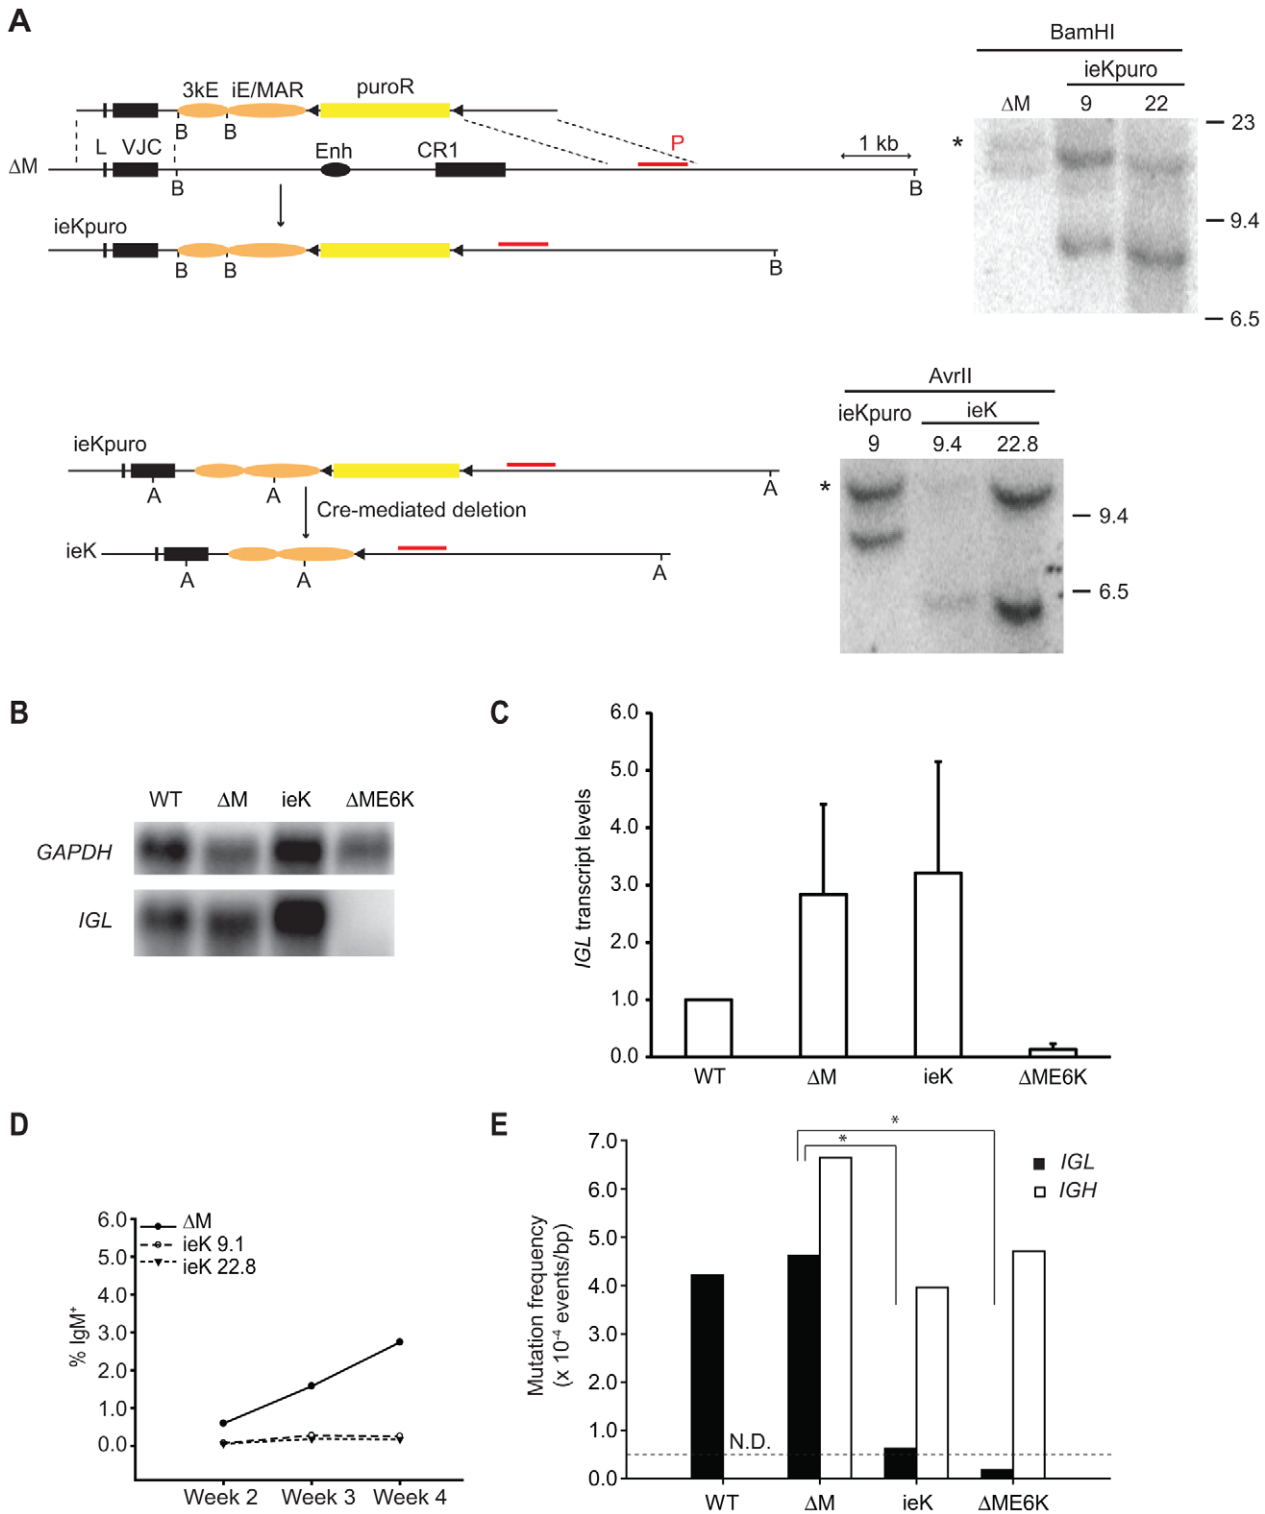 A
BamHI
ieKpuro
ΔM 9 22
* 23
9.4
6.5
3kE iE/MAR puroR
B B
L VJC Enh CR1 P 1 kb
ΔM
B B
ieKpuro
B B B
AvrII
ieKpuro ieK
9 9.4 22.8
* 9.4
6.5
ieKpuro
A A A
Cre-mediated deletion
ieK
A A A
B
WT ΔM ieK ΔME6K
GAPDH
IGL
C
IGL transcript levels
6.0
5.0
4.0
3.0
2.0
1.0
0.0
WT ΔM ieK ΔME6K
D
% IgM+
6.0
5.0
4.0
3.0
2.0
1.0
0.0
ΔM
ieK 9.1
ieK 22.8
Week 2 Week 3 Week 4
E
Mutation frequency
(x 10-4 events/bp)
7.0
6.0
5.0
4.0
3.0
2.0
1.0
0.0
*
*
IGL
IGH
N.D.
WT ΔM ieK ΔME6K